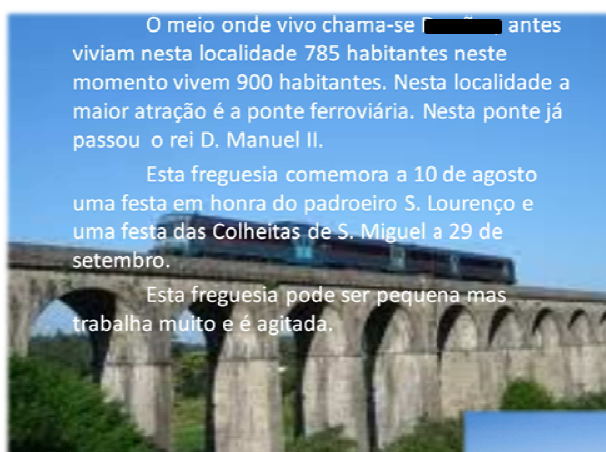 O meio onde vivo chama-se antes
viviam nesta localidade 785 habitantes neste
momento vivem 900 habitantes. Nesta localidade a
maior atração é a ponte ferroviária. Nesta ponte já
passou o rei D. Manuel II.
Esta freguesia comemora a 10 de agosto
uma festa em honra do padroeiro S. Lourenço e
uma festa das Colheitas de S. Miguel a 29 de
setembro.
Esta freguesia pode ser pequena mas
trabalha muito e é agitada.